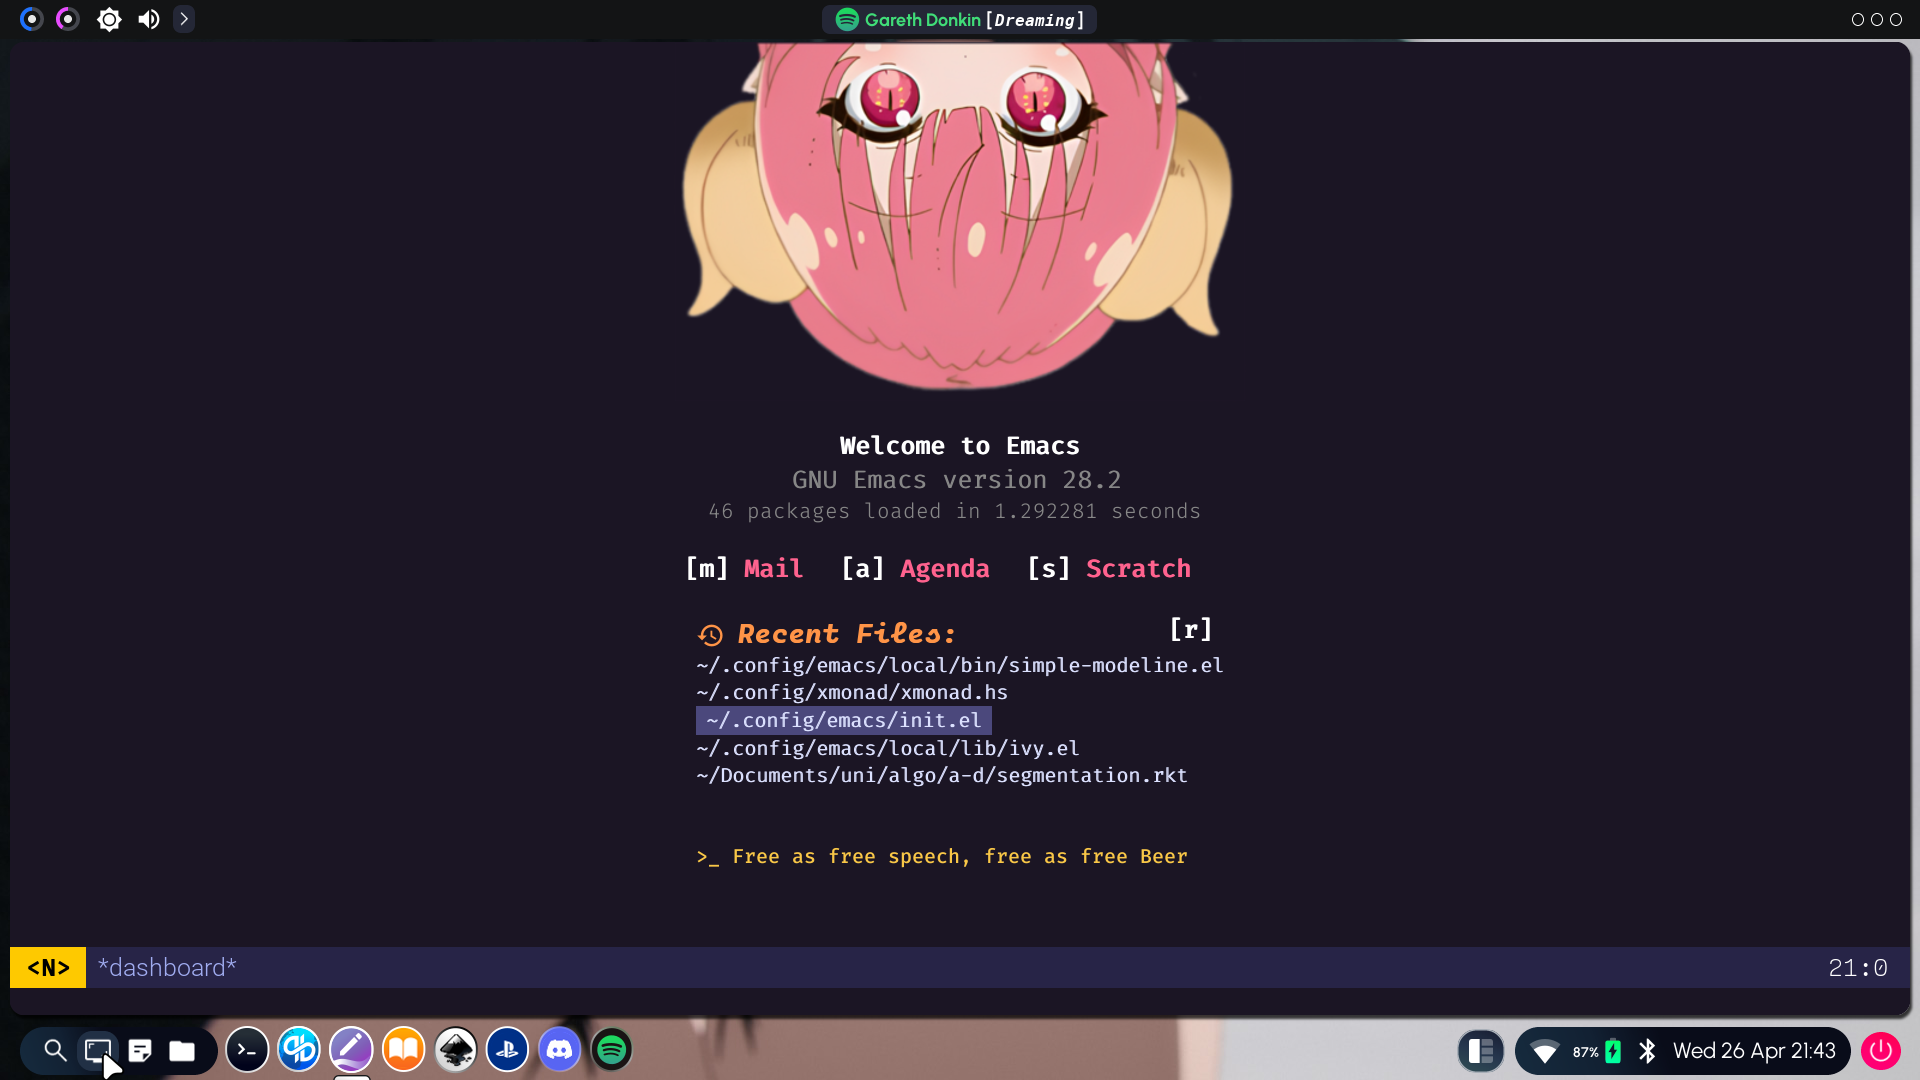 Gareth Donkin [Dreaming]
Welcome to Emacs
GNU Emacs version 28.2
46 packages loaded in 1.292281 seconds
[m] Mail [a] Agenda [s] Scratch
Recent Files: [r]
~/.config/emacs/local/bin/simple-modeline.el
~/.config/xmonad/xmonad.hs
~/.config/emacs/init.el
~/.config/emacs/local/lib/ivy.el
~/Documents/uni/algo/a-d/segmentation.rkt
>_ Free as free speech, free as free Beer
<N> *dashboard* 21:0
87% Wed 26 Apr 21:43